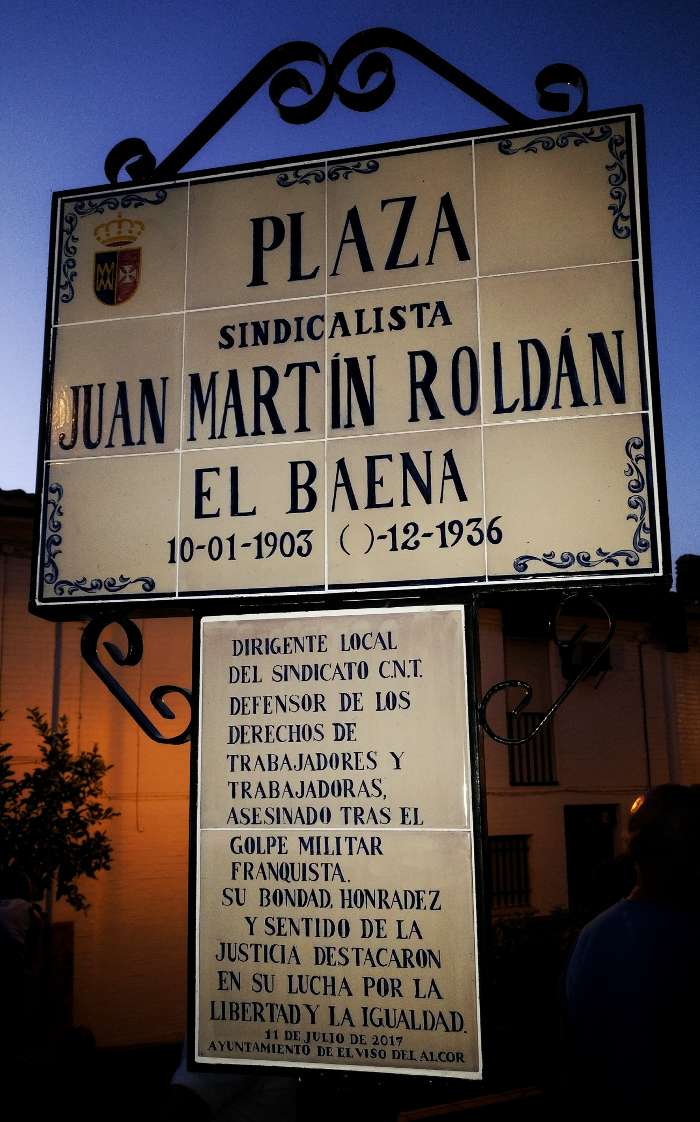 PLAZA
SINDICALISTA
JUAN MARTÍN ROLDÁN
EL BAENA
10-01-1903 ( )-12-1936
DIRIGENTE LOCAL
DEL SINDICATO C.N.T.
DEFENSOR DE LOS
DERECHOS DE
TRABAJADORES Y
TRABAJADORAS,
ASESINADO TRAS EL
GOLPE MILITAR
FRANQUISTA.
SU BONDAD, HONRADEZ
Y SENTIDO DE LA
JUSTICIA DESTACARON
EN SU LUCHA POR LA
LIBERTAD Y LA IGUALDAD.
11 DE JULIO DE 2017
AYUNTAMIENTO DE EL VISO DEL ALCOR